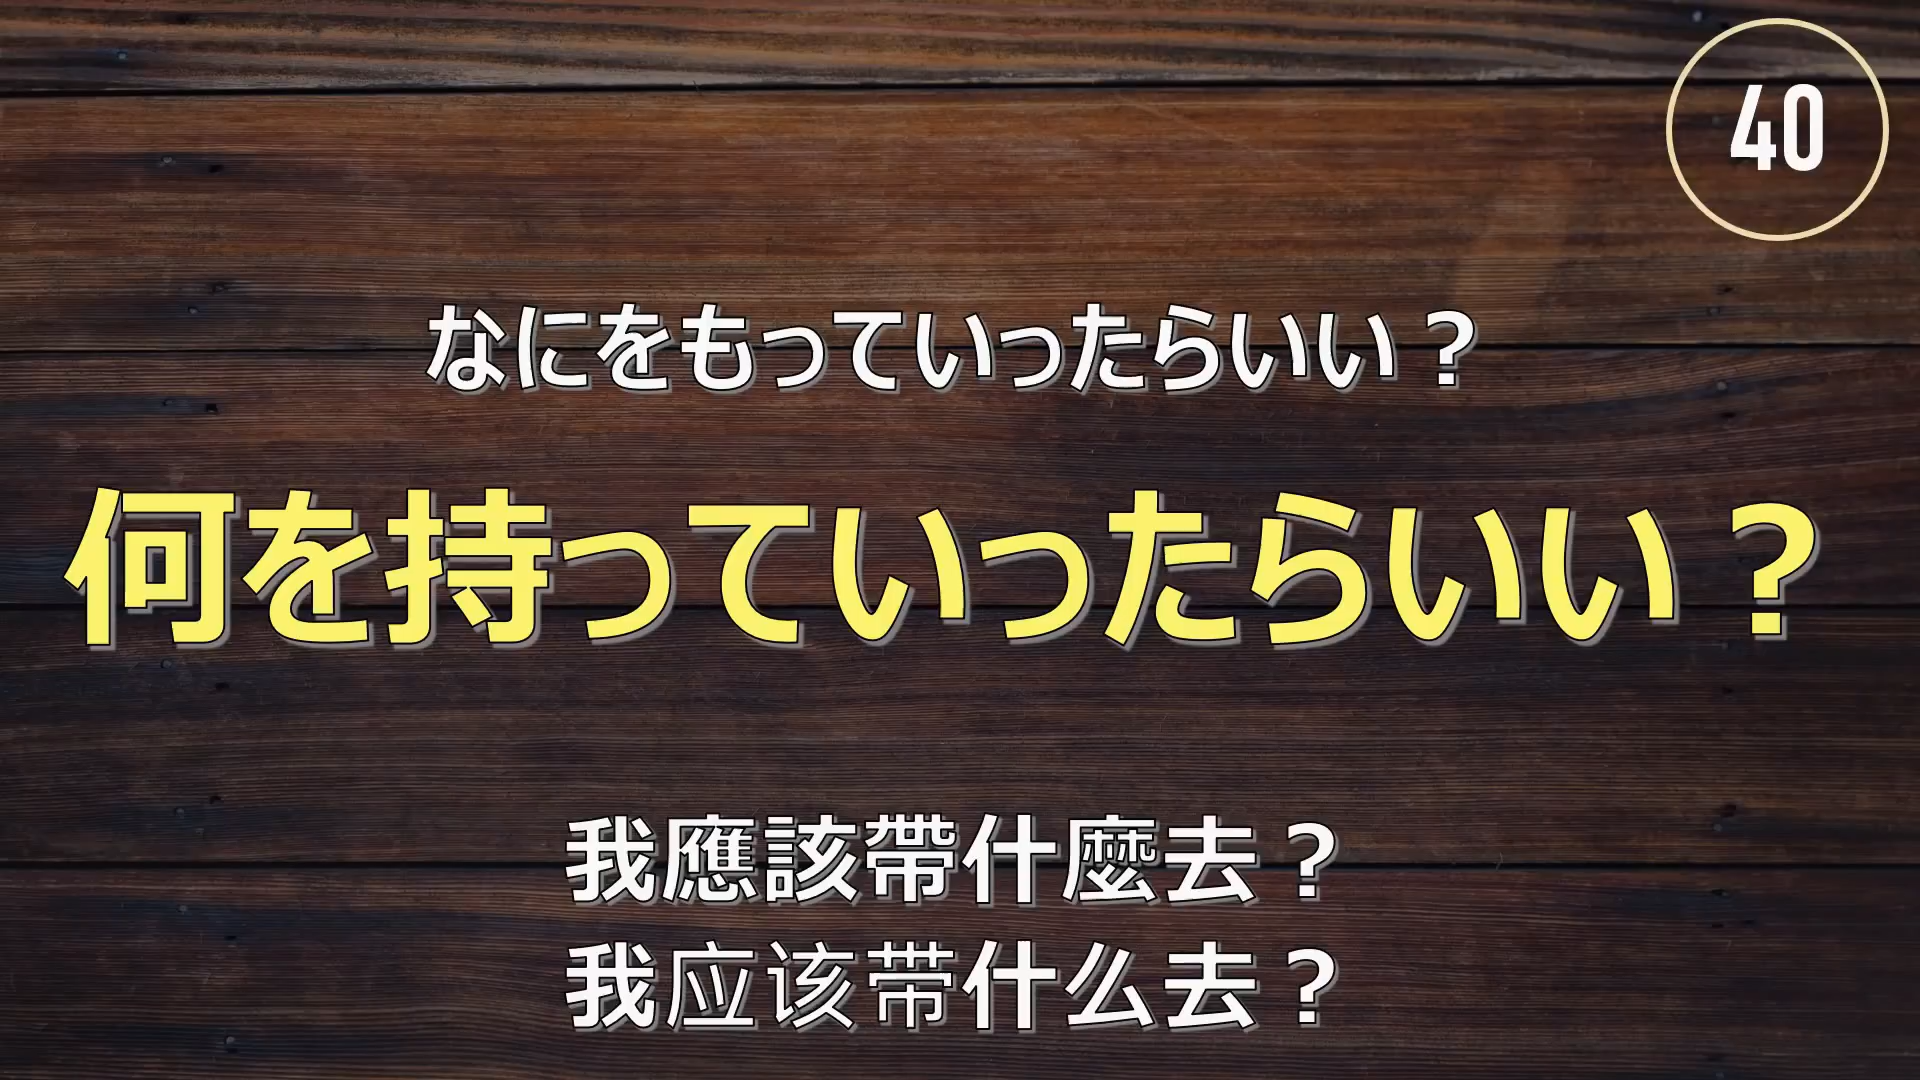 40
なにをもっていったらいい？
何を持っていったらいい？
我應該帶什麼去？
我应该带什么去？